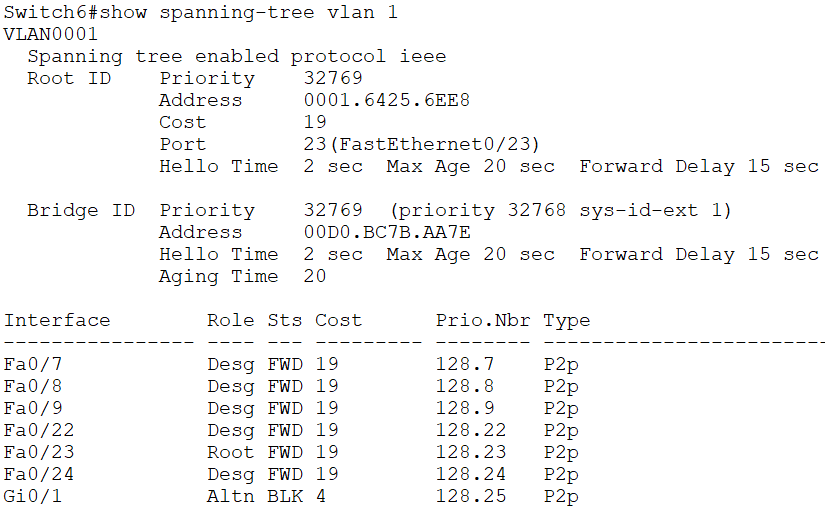 Switch6#show spanning-tree vlan 1
VLAN0001
  Spanning tree enabled protocol ieee
  Root ID    Priority    32769
             Address     0001.6425.6EE8
             Cost        19
             Port        23(FastEthernet0/23)
             Hello Time  2 sec  Max Age 20 sec  Forward Delay 15 sec

  Bridge ID  Priority    32769  (priority 32768 sys-id-ext 1)
             Address     00D0.BC7B.AA7E
             Hello Time  2 sec  Max Age 20 sec  Forward Delay 15 sec
             Aging Time  20

Interface        Role Sts Cost      Prio.Nbr Type
---------------- ---- --- --------- -------- ------------------------
Fa0/7            Desg FWD 19        128.7    P2p
Fa0/8            Desg FWD 19        128.8    P2p
Fa0/9            Desg FWD 19        128.9    P2p
Fa0/22           Desg FWD 19        128.22   P2p
Fa0/23           Root FWD 19        128.23   P2p
Fa0/24           Desg FWD 19        128.24   P2p
Gi0/1            Altn BLK 4         128.25   P2p